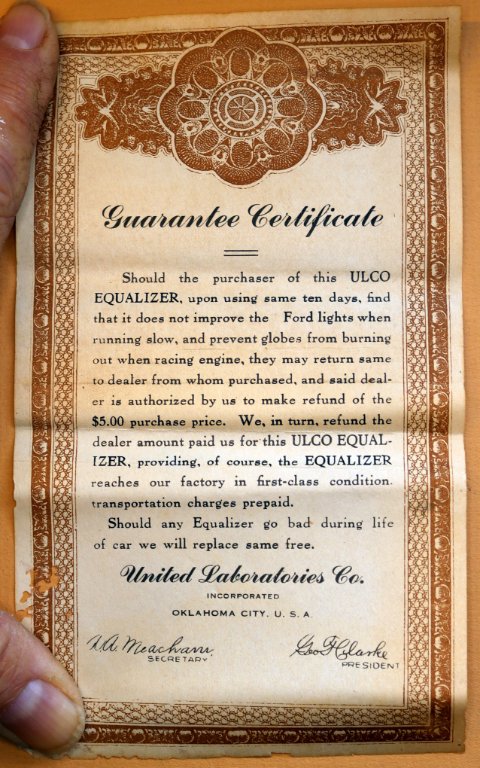 Guarantee Certificate
Should the purchaser of this ULCO
EQUALIZER, upon using same ten days, find
that it does not improve the Ford lights when
running slow, and prevent globes from burning
out when racing engine, they may return same
to dealer from whom purchased, and said deal-
er is authorized by us to make refund of the
$5.00 purchase price. We, in turn, refund the
dealer amount paid us for this ULCO EQUAL-
IZER, providing, of course, the EQUALIZER
reaches our factory in first-class condition.
transportation charges prepaid.
Should any Equalizer go bad during life
of car we will replace same free.
United Laboratories Co.
INCORPORATED
OKLAHOMA CITY, U. S. A.
Meacham
SECRETARY
Geo H Clarke
PRESIDENT